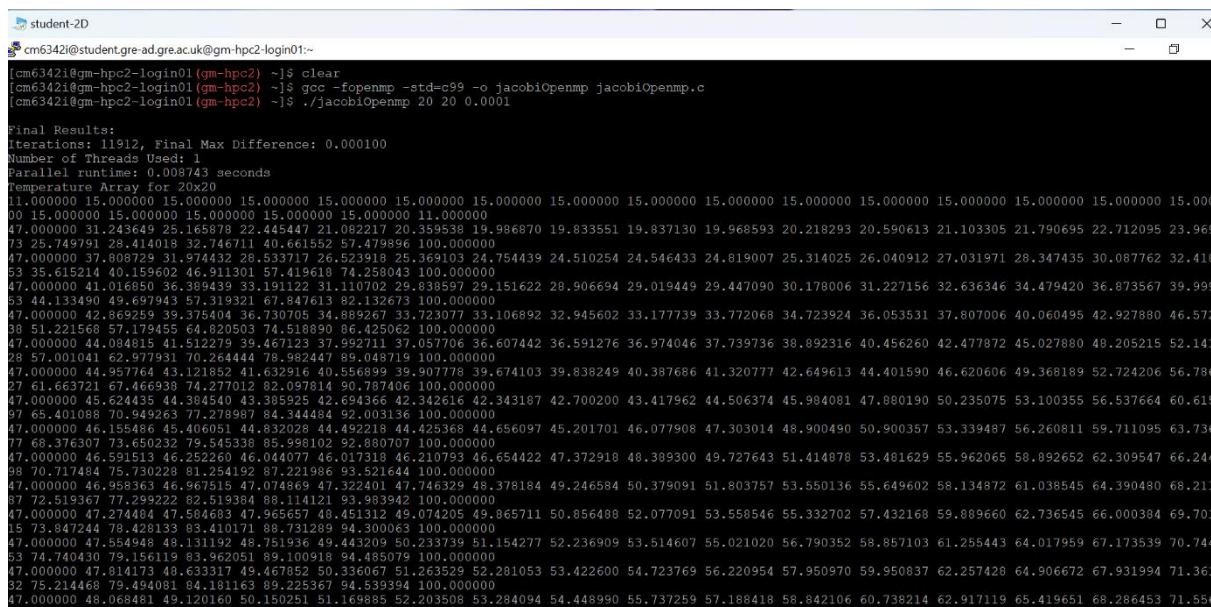 student-2D
cm6342i@student.gre-ad.gre.ac.uk@gm-hpc2-login01:~
[cm6342i@gm-hpc2-login01(gm-hpc2) ~]$ clear
[cm6342i@gm-hpc2-login01(gm-hpc2) ~]$ gcc -fopenmp -std=c99 -o jacobiOpenmp jacobiOpenmp.c
[cm6342i@gm-hpc2-login01(gm-hpc2) ~]$ ./jacobiOpenmp 20 20 0.0001
Final Results:
Iterations: 11912, Final Max Difference: 0.000100
Number of Threads Used: 1
Parallel runtime: 0.008743 seconds
Temperature Array for 20x20
11.000000 15.000000 15.000000 15.000000 15.000000 15.000000 15.000000 15.000000 15.000000 15.000000 15.000000 15.000000 15.000000 15.000000 15.000000 15.00
00 15.000000 15.000000 15.000000 15.000000 15.000000 11.000000
47.000000 31.243649 25.165878 22.445447 21.082217 20.359538 19.986870 19.833551 19.837130 19.968593 20.218293 20.590613 21.103305 21.790695 22.712095 23.96
73 25.749791 28.414018 32.746711 40.661552 57.479896 100.000000
47.000000 37.808729 31.974432 28.533717 26.523918 25.369103 24.754439 24.510254 24.546433 24.819007 25.314025 26.040912 27.031971 28.347435 30.087762 32.41
53 35.615214 40.159602 46.911301 57.419618 74.258043 100.000000
47.000000 41.016850 36.389439 33.191122 31.110702 29.838597 29.151622 28.906694 29.019449 29.447090 30.178006 31.227156 32.636346 34.479420 36.873567 39.99
53 44.133490 49.697943 57.319321 67.847613 82.132673 100.000000
47.000000 42.869259 39.375404 36.730705 34.889267 33.723077 33.106892 32.945602 33.177739 33.772068 34.723924 36.053531 37.807006 40.060495 42.927880 46.57
38 51.221568 57.179455 64.820503 74.518890 86.425062 100.000000
47.000000 44.084815 41.512279 39.467123 37.992711 37.057706 36.607442 36.591276 36.974046 37.739736 38.892316 40.456260 42.477872 45.027880 48.205215 52.14
28 57.001041 62.977931 70.264444 78.982447 89.048719 100.000000
47.000000 44.957764 43.121852 41.632916 40.556899 39.907778 39.674103 39.838249 40.387686 41.320777 42.649613 44.401590 46.620606 49.368189 52.724206 56.78
27 61.663721 67.466938 74.277012 82.097814 90.787406 100.000000
47.000000 45.624435 44.384540 43.385925 42.694366 42.342616 42.343187 42.700200 43.417962 44.506374 45.984081 47.880190 50.235075 53.100355 56.537664 60.61
97 65.401088 70.949263 77.278987 84.344484 92.003136 100.000000
47.000000 46.155486 45.406051 44.832028 44.492218 44.425368 44.656097 45.201701 46.077908 47.303014 48.900490 50.900357 53.339487 56.260811 59.711095 63.73
77 68.376307 73.650232 79.545338 85.998102 92.880707 100.000000
47.000000 46.591513 46.252260 46.044077 46.017318 46.210793 46.654422 47.372918 48.389300 49.727643 51.414878 53.481629 55.962065 58.892652 62.309547 66.24
98 70.717484 75.730228 81.254192 87.221986 93.521644 100.000000
47.000000 46.958363 46.967515 47.074869 47.322401 47.746329 48.378184 49.246584 50.379091 51.803757 53.550136 55.649602 58.134872 61.038545 64.390480 68.21
87 72.519367 77.299222 82.519384 88.114121 93.983942 100.000000
47.000000 47.274484 47.584683 47.965657 48.451312 49.074205 49.865711 50.856488 52.077091 53.558546 55.332702 57.432168 59.889660 62.736545 66.000384 69.70
15 73.847244 78.428133 83.410171 88.731289 94.300063 100.000000
47.000000 47.554948 48.131192 48.751936 49.443209 50.233739 51.154277 52.236909 53.514607 55.021020 56.790352 58.857103 61.255443 64.017959 67.173539 70.74
53 74.740430 79.156119 83.962051 89.100918 94.485079 100.000000
47.000000 47.814173 48.633317 49.467852 50.336067 51.263529 52.281053 53.422600 54.723769 56.220954 57.950970 59.950837 62.257428 64.906672 67.931994 71.36
32 75.214468 79.494081 84.181163 89.225367 94.539394 100.000000
47.000000 48.068481 49.120160 50.150251 51.169885 52.203508 53.284094 54.448990 55.737259 57.188418 58.842106 60.738214 62.917119 65.419651 68.286453 71.55